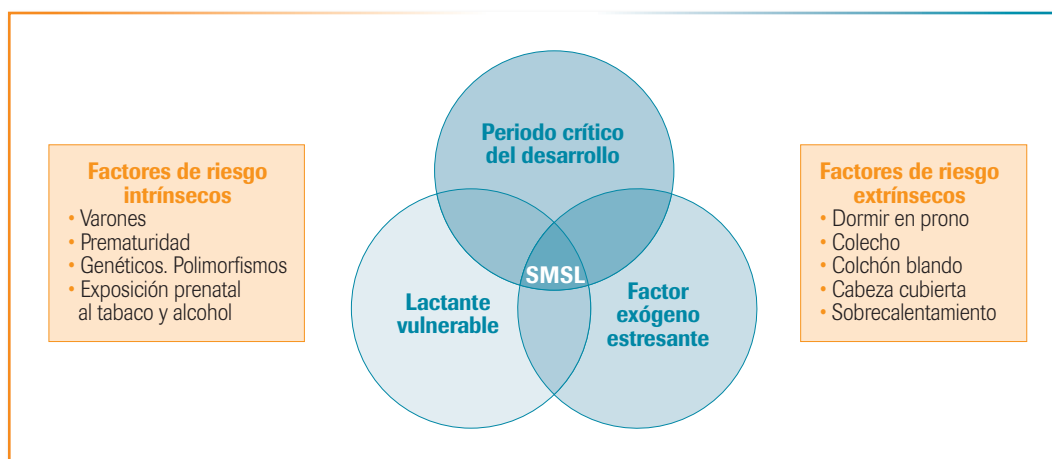 Factores de riesgo
intrínsecos
• Varones
• Prematuridad
• Genéticos. Polimorfismos
• Exposición prenatal
al tabaco y alcohol
Periodo crítico
del desarrollo
SMSL
Lactante
vulnerable
Factor
exógeno
estresante
Factores de riesgo
extrínsecos
• Dormir en prono
• Colecho
• Colchón blando
• Cabeza cubierta
• Sobrecalentamiento